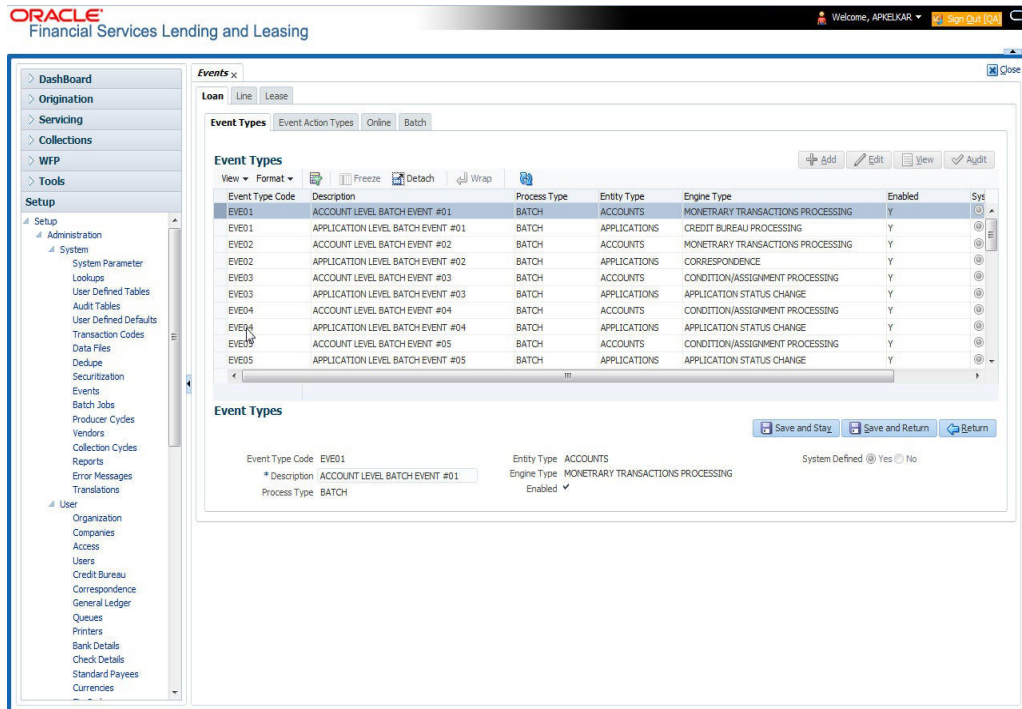 ORACLE
Financial Services Lending and Leasing
Welcome, APKELKAR
Sign Out [QA]
DashBoard
Origination
Servicing
Collections
WFP
Tools
Setup
Setup
Administration
System
System Parameter
Lookups
User Defined Tables
Audit Tables
User Defined Defaults
Transaction Codes
Data Files
Dedupe
Securitization
Events
Batch Jobs
Producer Cycles
Vendors
Collection Cycles
Reports
Error Messages
Translations
User
Organization
Companies
Access
Users
Credit Bureau
Correspondence
General Ledger
Queues
Printers
Bank Details
Check Details
Standard Payees
Currencies
Events x
Close
Loan Line Lease
Event Types Event Action Types Online Batch
Event Types
Add Edit View Audit
View Format Freeze Detach Wrap
Event Type Code Description Process Type Entity Type Engine Type Enabled Sys
EVE01 ACCOUNT LEVEL BATCH EVENT #01 BATCH ACCOUNTS MONETRARY TRANSACTIONS PROCESSING Y
EVE01 APPLICATION LEVEL BATCH EVENT #01 BATCH APPLICATIONS CREDIT BUREAU PROCESSING Y
EVE02 ACCOUNT LEVEL BATCH EVENT #02 BATCH ACCOUNTS MONETRARY TRANSACTIONS PROCESSING Y
EVE02 APPLICATION LEVEL BATCH EVENT #02 BATCH APPLICATIONS CORRESPONDENCE Y
EVE03 ACCOUNT LEVEL BATCH EVENT #03 BATCH ACCOUNTS CONDITION/ASSIGNMENT PROCESSING Y
EVE03 APPLICATION LEVEL BATCH EVENT #03 BATCH APPLICATIONS APPLICATION STATUS CHANGE Y
EVE04 ACCOUNT LEVEL BATCH EVENT #04 BATCH ACCOUNTS CONDITION/ASSIGNMENT PROCESSING Y
EVE04 APPLICATION LEVEL BATCH EVENT #04 BATCH APPLICATIONS APPLICATION STATUS CHANGE Y
EVE05 ACCOUNT LEVEL BATCH EVENT #05 BATCH ACCOUNTS CONDITION/ASSIGNMENT PROCESSING Y
EVE05 APPLICATION LEVEL BATCH EVENT #05 BATCH APPLICATIONS APPLICATION STATUS CHANGE Y
Event Types
Save and Stay Save and Return Return
Event Type Code EVE01 Entity Type ACCOUNTS System Defined Yes No
* Description ACCOUNT LEVEL BATCH EVENT #01 Engine Type MONETRARY TRANSACTIONS PROCESSING
Process Type BATCH Enabled